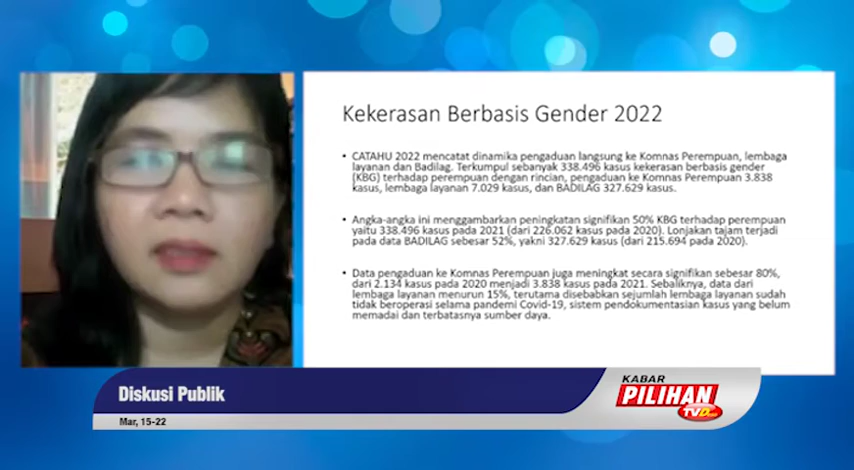 Kekerasan Berbasis Gender 2022
• CATAHU 2022 mencatat dinamika pengaduan langsung ke Komnas Perempuan, lembaga
layanan dan Badilag. Terkumpul sebanyak 338.496 kasus kekerasan berbasis gender
(KBG) terhadap perempuan dengan rincian, pengaduan ke Komnas Perempuan 3.838
kasus, lembaga layanan 7.029 kasus, dan BADILAG 327.629 kasus.
• Angka-angka ini menggambarkan peningkatan signifikan 50% KBG terhadap perempuan
yaitu 338.496 kasus pada 2021 (dari 226.062 kasus pada 2020). Lonjakan tajam terjadi
pada data BADILAG sebesar 52%, yakni 327.629 kasus (dari 215.694 pada 2020).
• Data pengaduan ke Komnas Perempuan juga meningkat secara signifikan sebesar 80%,
dari 2.134 kasus pada 2020 menjadi 3.838 kasus pada 2021. Sebaliknya, data dari
lembaga layanan menurun 15%, terutama disebabkan sejumlah lembaga layanan sudah
tidak beroperasi selama pandemi Covid-19, sistem pendokumentasian kasus yang belum
memadai dan terbatasnya sumber daya.
Diskusi Publik
Mar, 15-22
KABAR
PILIHAN
TV